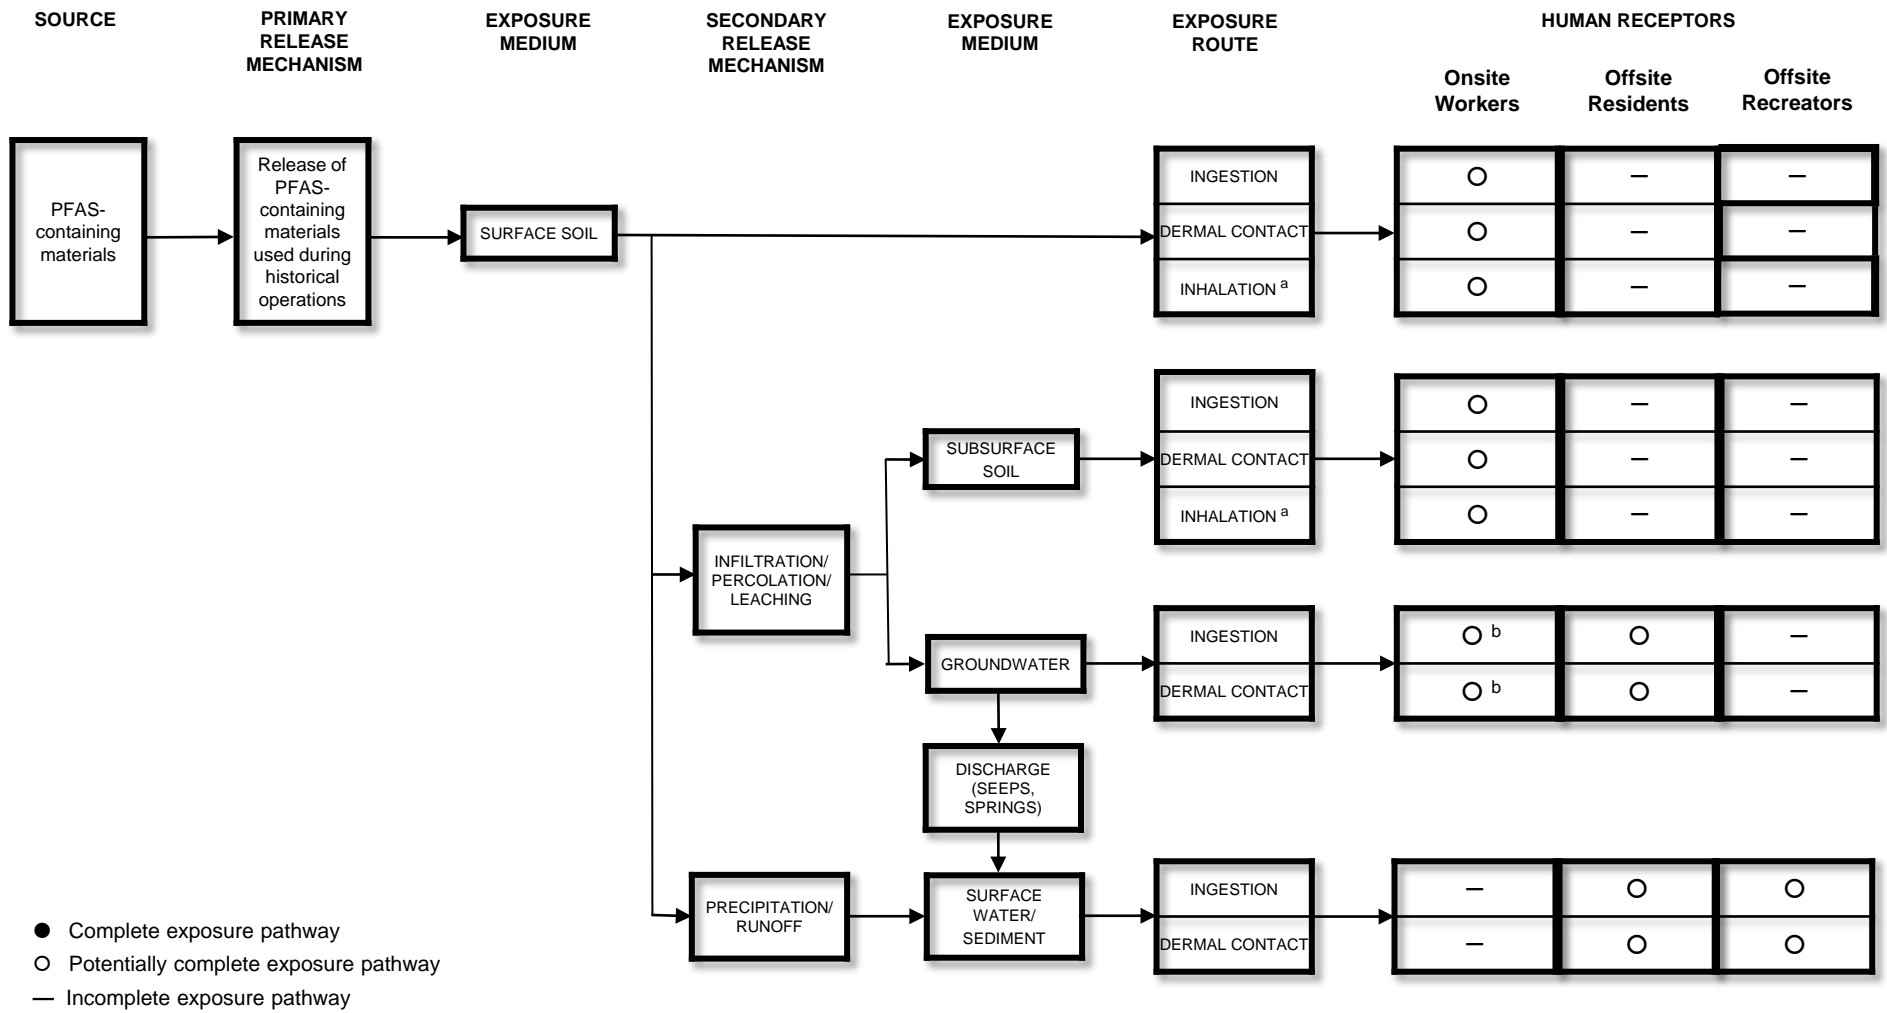 SOURCE
PRIMARY
RELEASE
MECHANISM
EXPOSURE
MEDIUM
SECONDARY
RELEASE
MECHANISM
EXPOSURE
MEDIUM
EXPOSURE
ROUTE
HUMAN RECEPTORS
Onsite
Workers
Offsite
Residents
Offsite
Recreators
PFAS-
containing
materials
Release of
PFAS-
containing
materials
used during
historical
operations
SURFACE SOIL
INGESTION
○ – –
DERMAL CONTACT
○ – –
INHALATION a
○ – –
SUBSURFACE
SOIL
INGESTION
○ – –
DERMAL CONTACT
○ – –
INHALATION a
○ – –
INFILTRATION/
PERCOLATION/
LEACHING
GROUNDWATER
INGESTION
○ b ○ –
DERMAL CONTACT
○ b ○ –
DISCHARGE
(SEEPS,
SPRINGS)
PRECIPITATION/
RUNOFF
SURFACE
WATER/
SEDIMENT
INGESTION
– ○ ○
DERMAL CONTACT
– ○ ○
● Complete exposure pathway
○ Potentially complete exposure pathway
— Incomplete exposure pathway